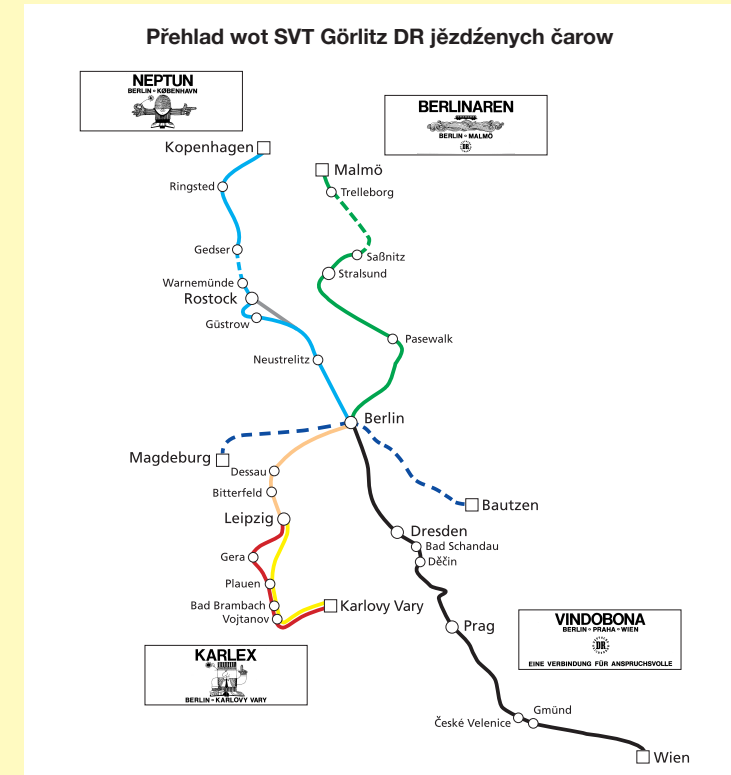 Přehlad wot SVT Görlitz DR jězdźenych čarow
NEPTUN
BERLIN - KØBENHAVN
BERLINAREN
BERLIN - MALMÖ
DR
Kopenhagen
Malmö
Ringsted
Trelleborg
Gedser
Saßnitz
Stralsund
Warnemünde
Rostock
Güstrow
Pasewalk
Neustrelitz
Berlin
Magdeburg
Dessau
Bitterfeld
Bautzen
Leipzig
Dresden
Bad Schandau
Děčin
Gera
Plauen
Bad Brambach
Vojtanov
Karlovy Vary
Prag
VINDOBONA
BERLIN - PRAHA - WIEN
DR
EINE VERBINDUNG FÜR ANSPRUCHSVOLLE
KARLEX
BERLIN - KARLOVY VARY
Gmünd
České Velenice
Wien